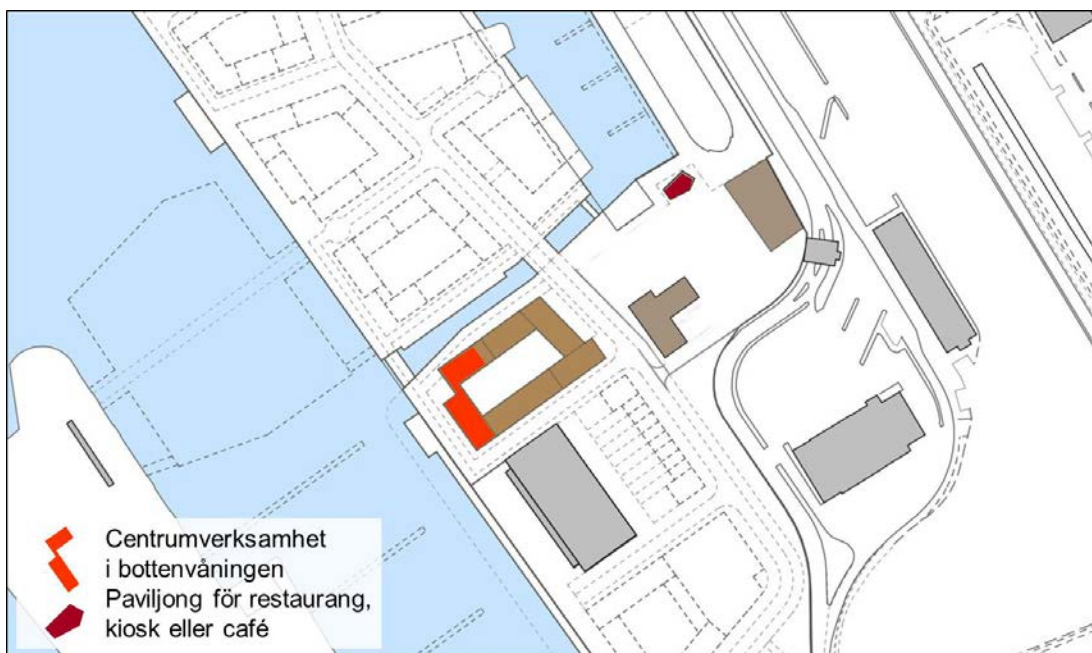 Centrumverksamhet
i bottenvåningen
Paviljong för restaurang,
kiosk eller café